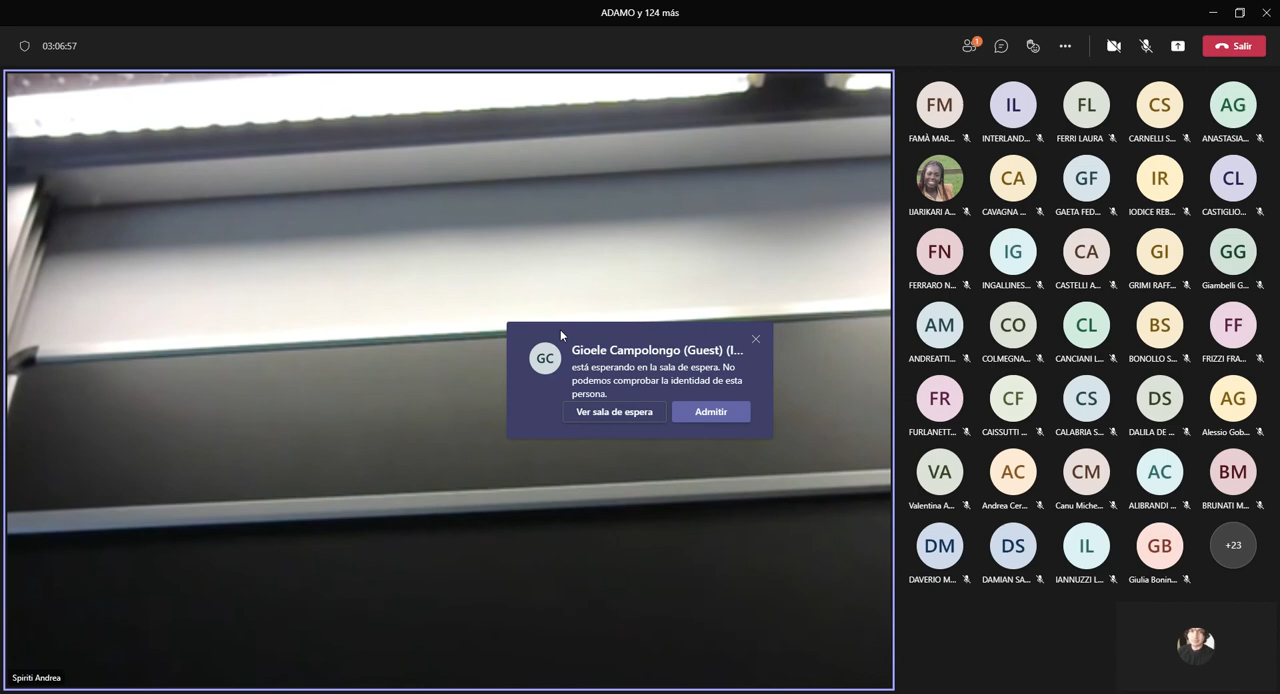 ADAMO y 124 más
03:06:57
1
Salir
FM IL FL CS AG
FAMÀ MAR... INTERLAND... FERRI LAURA CARNELLI S... ANASTASIA...
CA GF IR CL
IJARIKARI A... CAVAGNA ... GAETA FED... IODICE REB... CASTIGLIO...
FN IG CA GI GG
FERRARO N... INGALLINES... CASTELLI A... GRIMI RAFF... Giambelli G...
AM CO CL BS FF
ANDREATTI... COLMEGNA... CANCIANI I... BONOLLO S... FRIZZI FRA...
FR CF CS DS AG
FURLANETT... CAISSUTTI ... CALABRIA S... DALILA DE ... Alessio Gob...
VA AC CM AC BM
Valentina A... Andrea Cer... Canu Miche... ALIBRANDI ... BRUNATI M...
DM DS IL GB +23
DAVERIO M... DAMIAN SA... IANNUZZI L... Giulia Bonin...
GC
Gioele Campolongo (Guest) (I...
está esperando en la sala de espera. No
podemos comprobar la identidad de esta
persona.
Ver sala de espera Admitir
Spiriti Andrea